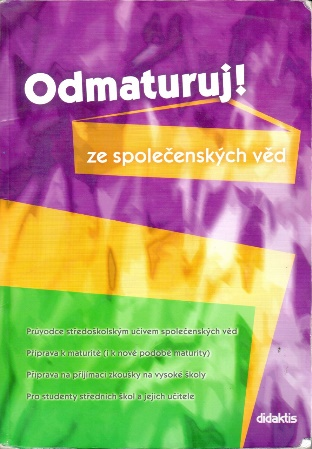 Odmaturuj!
ze společenských věd
Průvodce středoškolským učivem společenských věd
Příprava k maturitě (i k nové podobě maturity)
Příprava na přijímací zkoušky na vysoké školy
Pro studenty středních škol a jejich učitele
didaktis